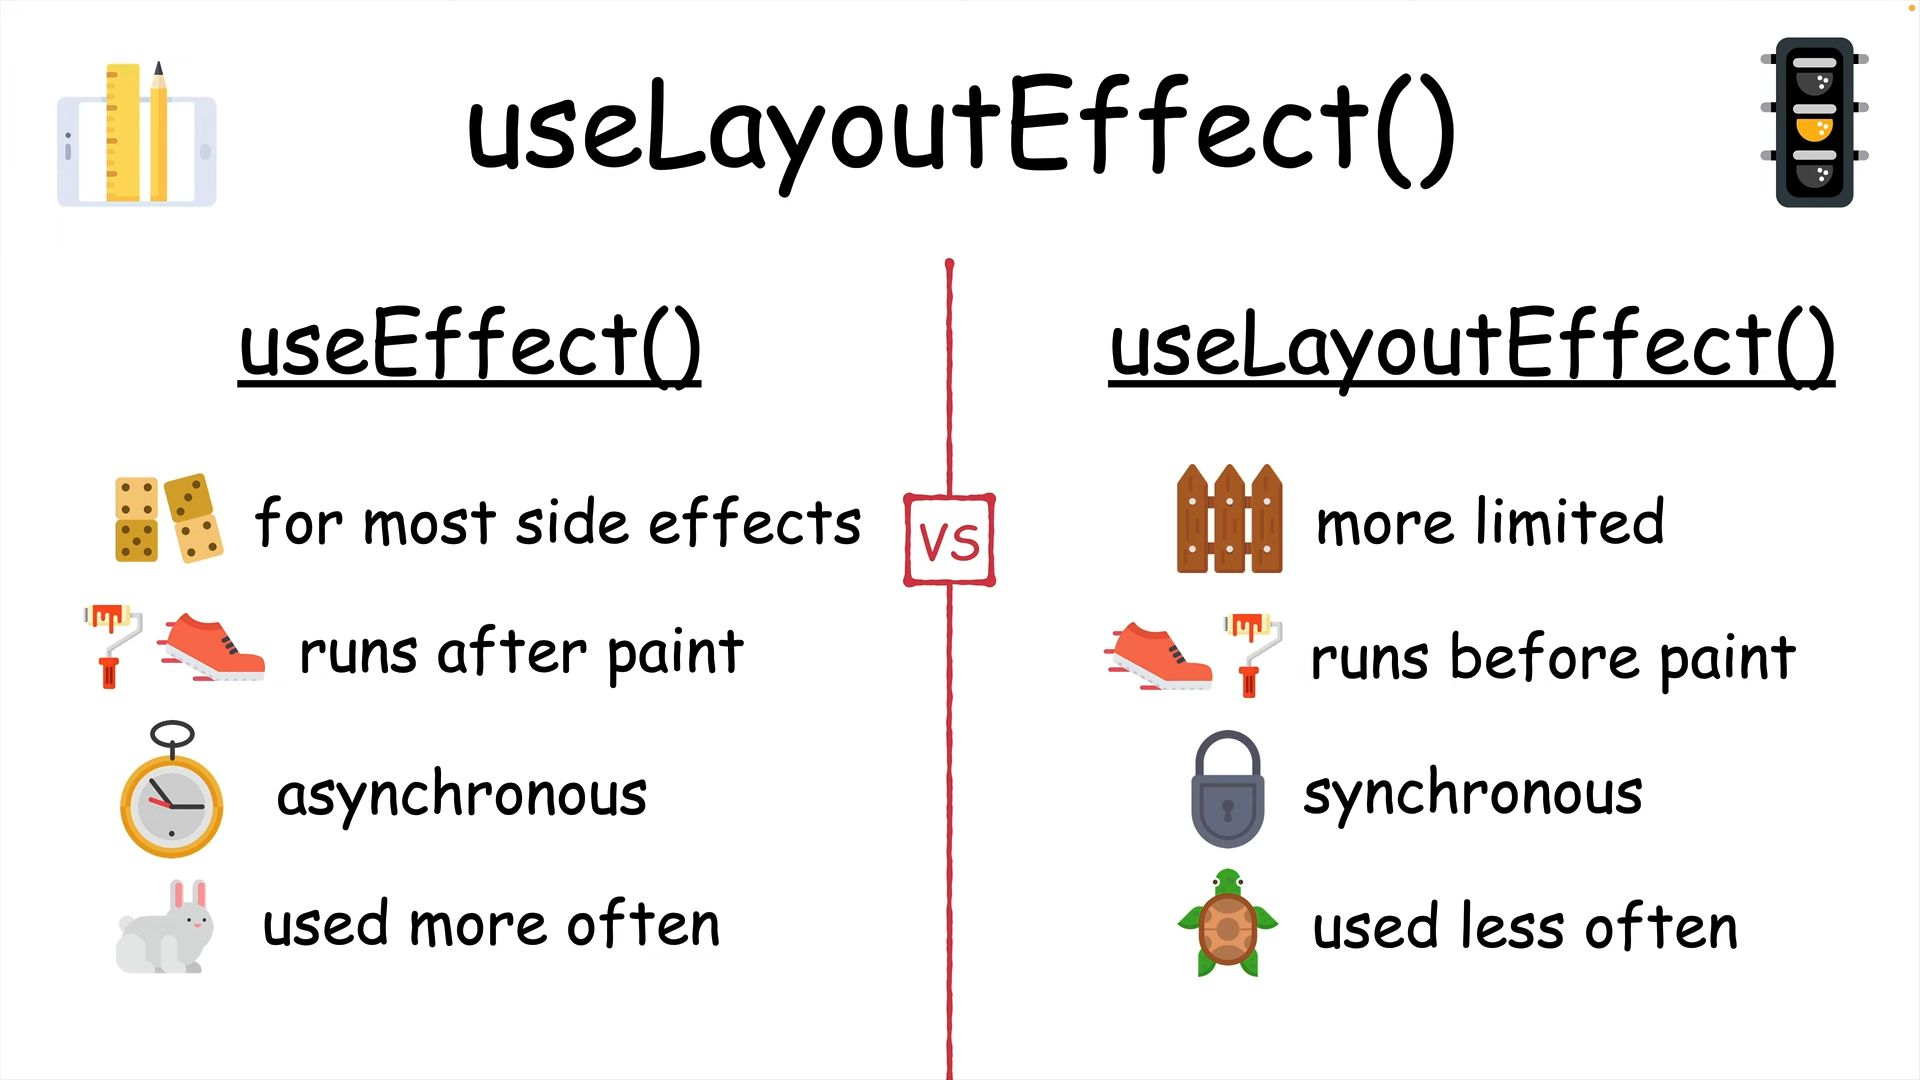 useLayoutEffect()
useEffect()
for most side effects
runs after paint
asynchronous
used more often
VS
useLayoutEffect()
more limited
runs before paint
synchronous
used less often